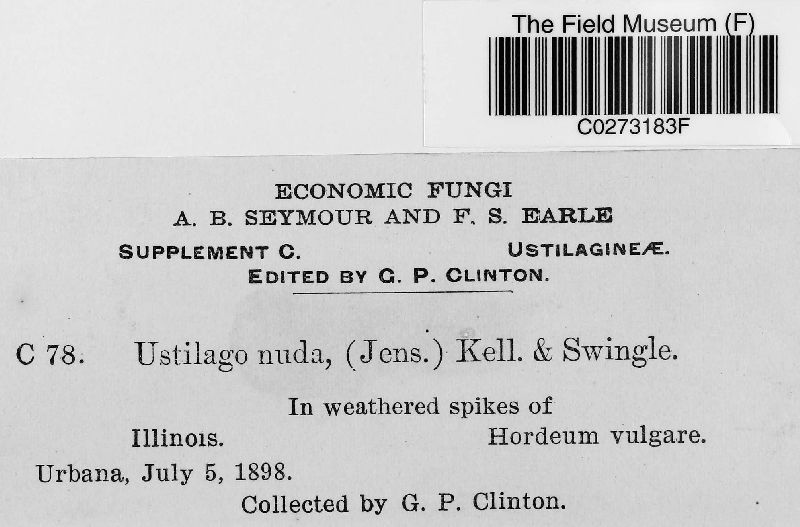 The Field Museum (F)
C0273183F
ECONOMIC FUNGI
A. B. SEYMOUR AND F. S. EARLE
SUPPLEMENT C. USTILAGINEÆ.
EDITED BY G. P. CLINTON.
C 78. Ustilago nuda, (Jens.) Kell. & Swingle.
In weathered spikes of
Illinois. Hordeum vulgare.
Urbana, July 5, 1898.
Collected by G. P. Clinton.